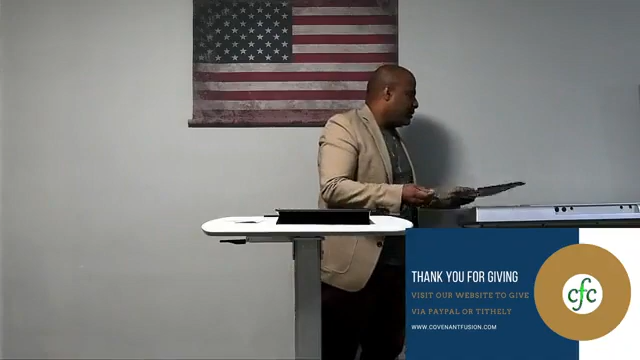 THANK YOU FOR GIVING
VISIT OUR WEBSITE TO GIVE
VIA PAYPAL OR TITHELY
WWW.COVENANTFUSION.COM
cfc